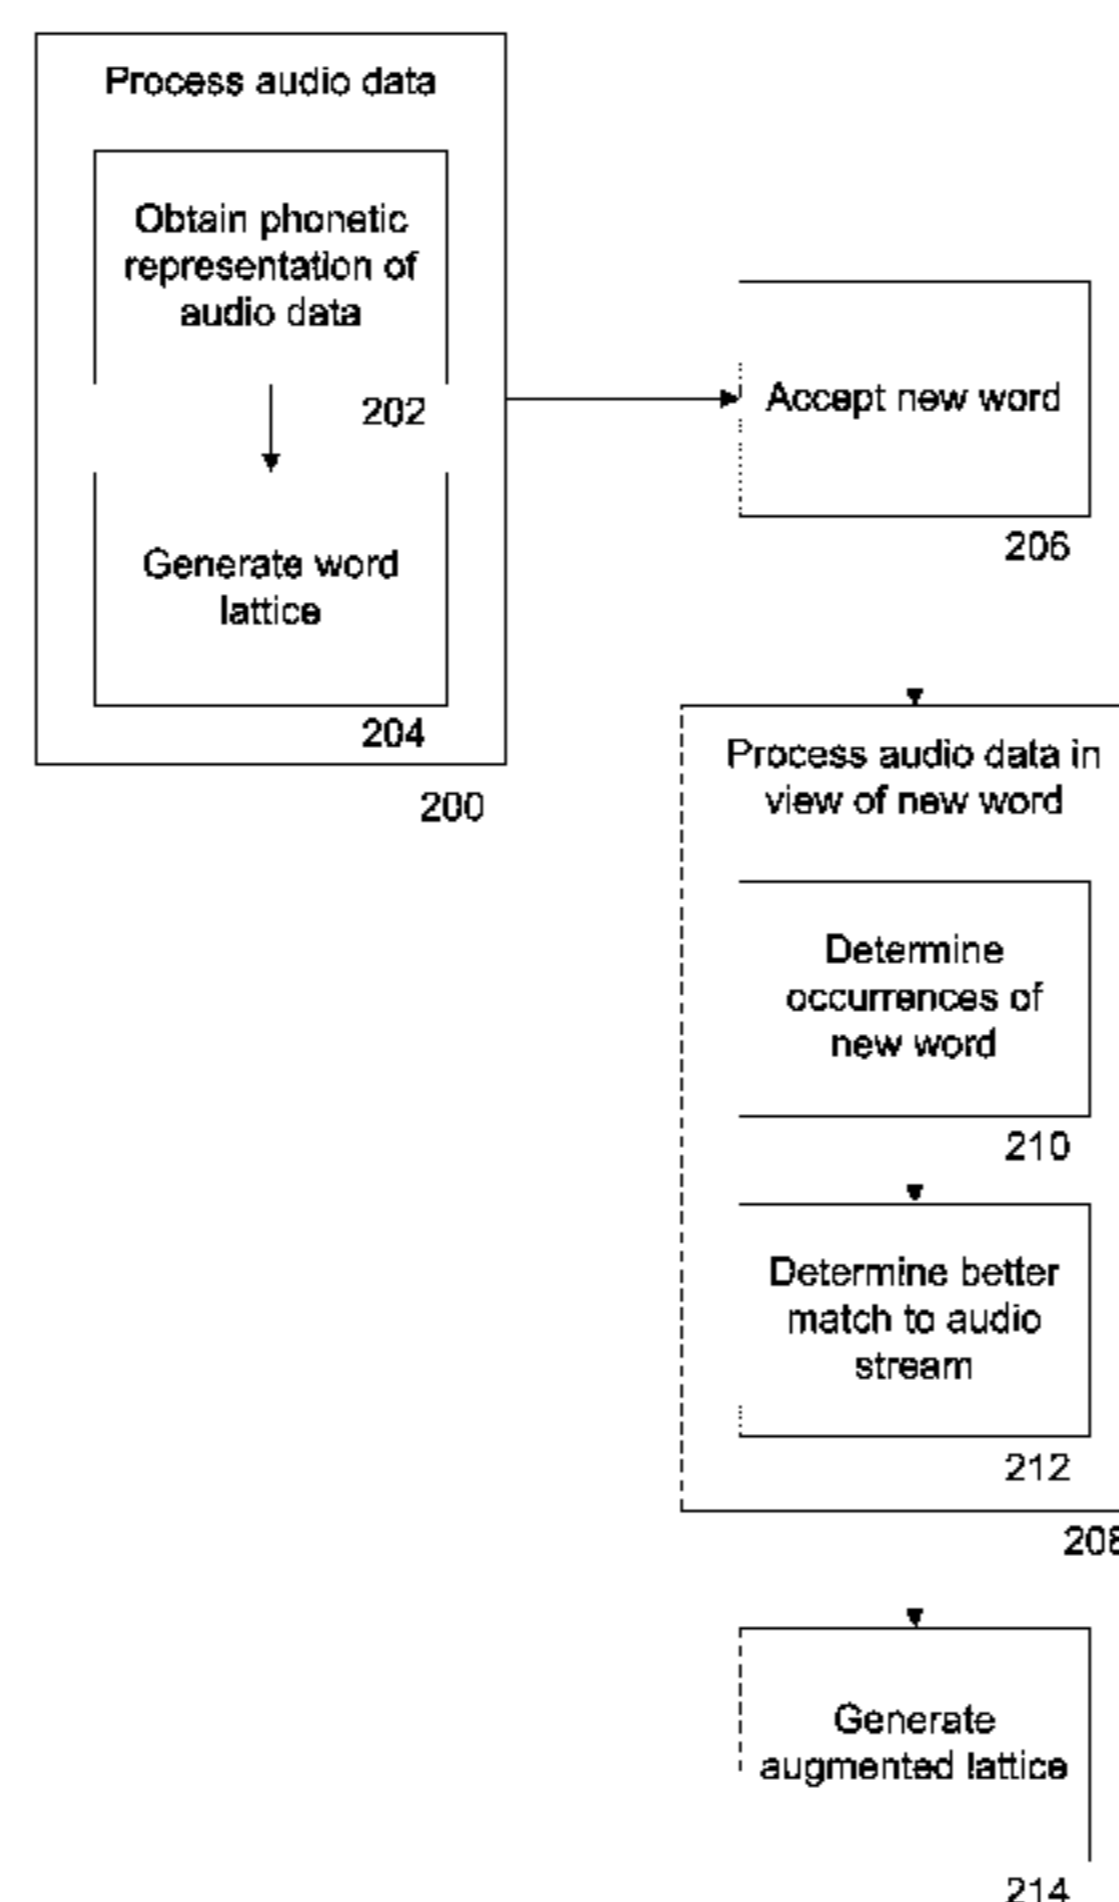 Process audio data
Obtain phonetic
representation of
audio data
202
Generate word
lattice
204
200
Accept new word
206
Process audio data in
view of new word
Determine
occurrences of
new word
210
Determine better
match to audio
stream
212
208
Generate
augmented lattice
214